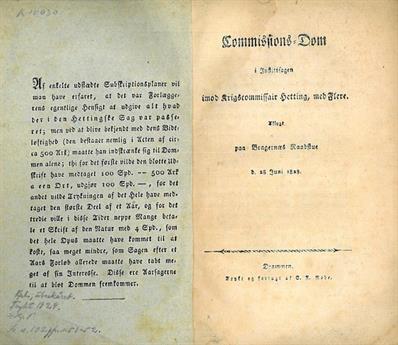 Af enkelte udstædte Subskriptionsplaner vil
man have erfaret, at det var Forlægge-
rens egentlige Hensigt at udgive alt hvad
der i den Hettingske Sag var passe-
ret; men ved at blive bekjendt med dens Vidt-
løftighed (den bestaaer nemlig i Acten af cir-
ca 500 Ark) maatte han indskrænke sig til Dom-
men alene; thi for det første vilde den blotte Ud-
skrift have medtaget 100 Spd. — 500 Ark
a een Ort, udgjør 100 Spd. —, for det
andet vilde Trykningen af det Hele have med-
taget den største Deel af et Aar, og for det
tredie ville i disse Tider neppe Mange beta-
le et Skrift af den Natur med 4 Spd., som
det hele Opus maatte have kommet til at
koste, saa meget mindre, som Sagen efter et
Aars Forløb allerede maatte have tabt me-
get af sin Interesse. Disse ere Aarsagerne
til at blot Dommen fremkommer.
Commissions-Dom
i Justitssagen
imod Krigscommissair Hetting, med Flere.
Afsagt
paa Bragernæs Raadstue
d. 28 Juni 1828.
Drammen.
Trykt og forlagt af S. N. Rode.